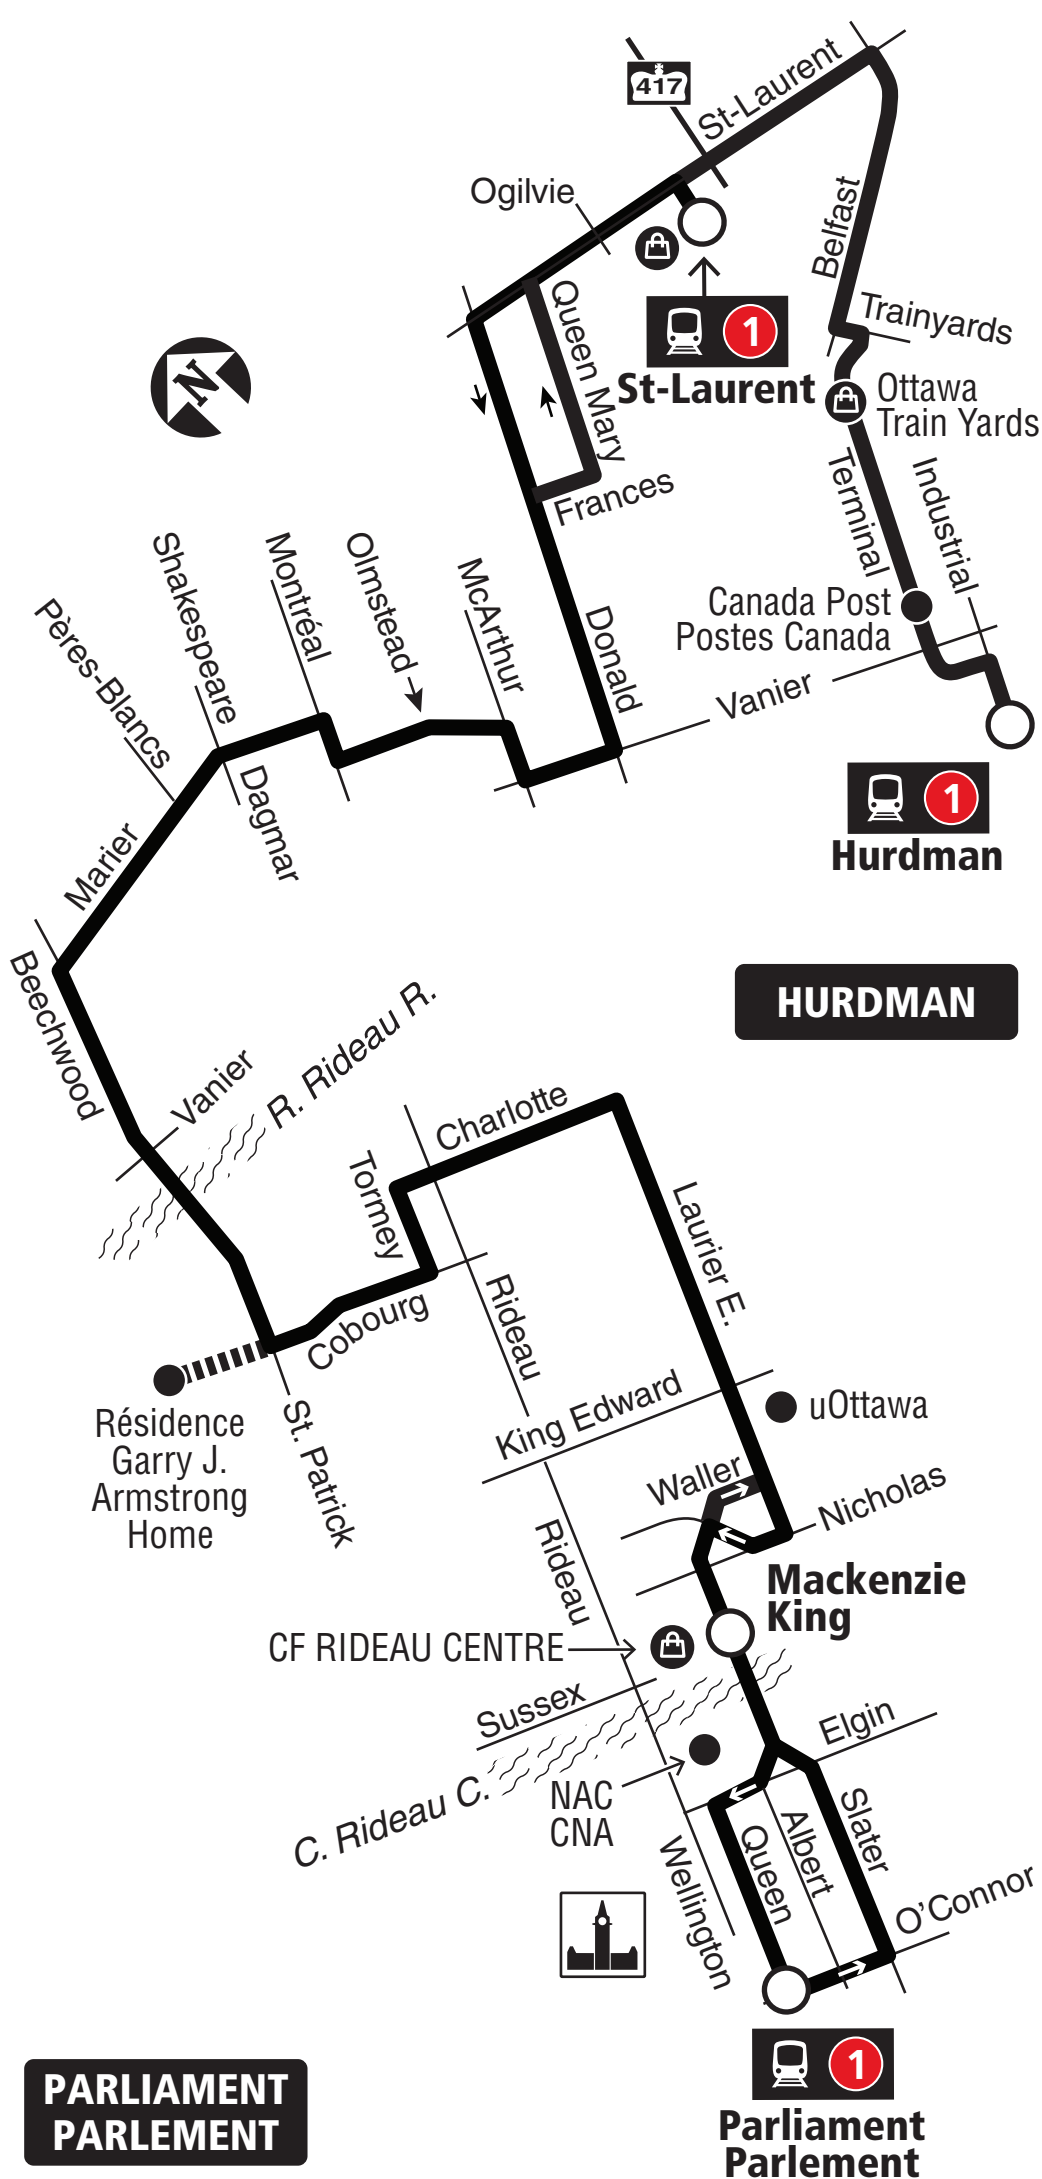 417
St-Laurent
Ogilvie
Belfast
Queen Mary
Trainyards
1
St-Laurent
N
Ottawa
Train Yards
Frances
Terminal
Industrial
Shakespeare
Montréal
Olmstead
McArthur
Pères-Blancs
Donald
Canada Post
Postes Canada
Vanier
Dagmar
1
Hurdman
Marier
Beechwood
HURDMAN
R. Rideau R.
Vanier
Charlotte
Tormey
Laurier E.
Rideau
Cobourg
King Edward
uOttawa
Résidence
Garry J.
Armstrong
Home
St. Patrick
Waller
Nicholas
Rideau
Mackenzie
King
CF RIDEAU CENTRE
Sussex
Elgin
C. Rideau C.
NAC
CNA
Slater
Albert
Queen
Wellington
O'Connor
1
Parliament
Parlement
PARLIAMENT
PARLEMENT